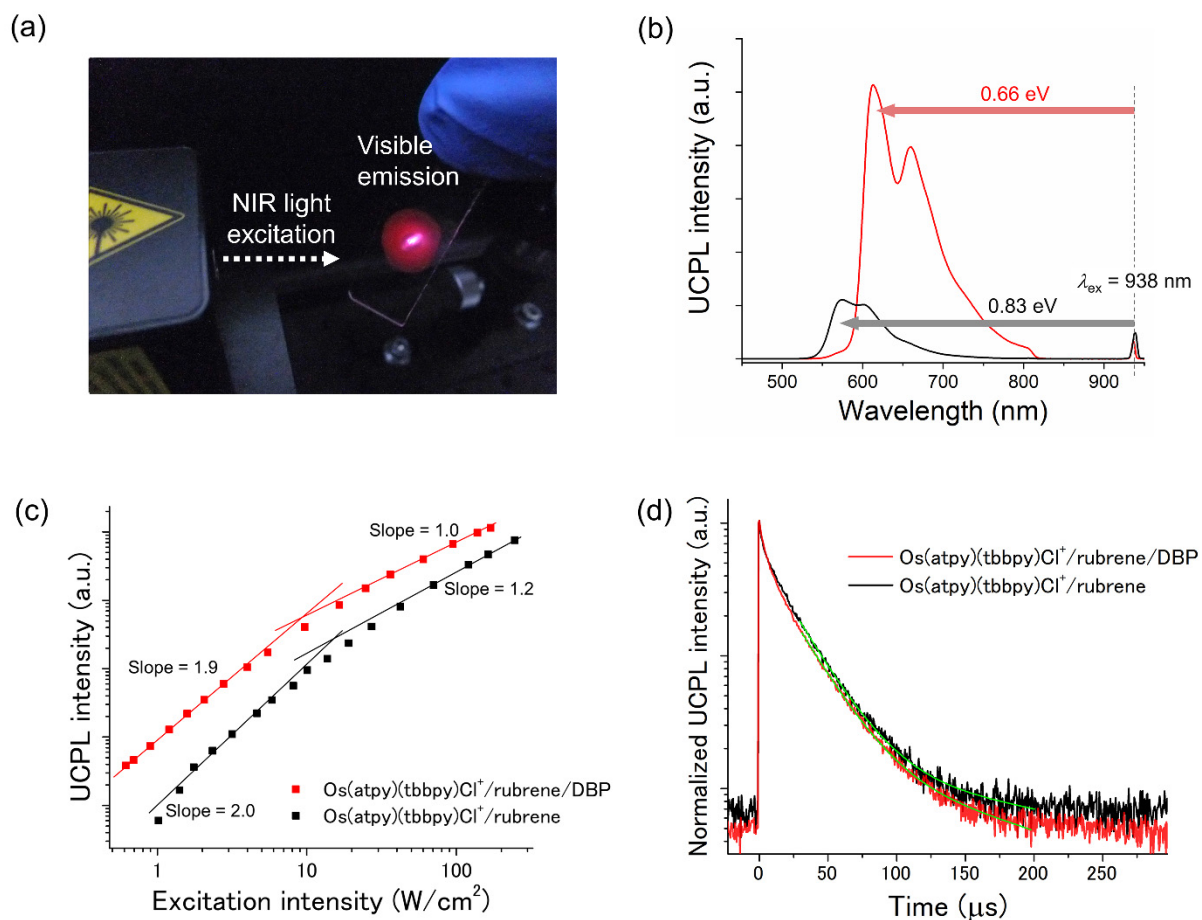 (a)
Visible
emission
NIR light
excitation
(b)
UCPL intensity (a.u.)
0.66 eV
λex = 938 nm
0.83 eV
500
600
700
800
900
Wavelength (nm)
(c)
UCPL intensity (a.u.)
Slope = 1.0
Slope = 1.2
Slope = 1.9
Slope = 2.0
Os(atpy)(tbbpy)Cl⁺/rubrene/DBP
Os(atpy)(tbbpy)Cl⁺/rubrene
1
10
100
Excitation intensity (W/cm²)
(d)
Normalized UCPL intensity (a.u.)
Os(atpy)(tbbpy)Cl⁺/rubrene/DBP
Os(atpy)(tbbpy)Cl⁺/rubrene
0
50
100
150
200
250
Time (μs)